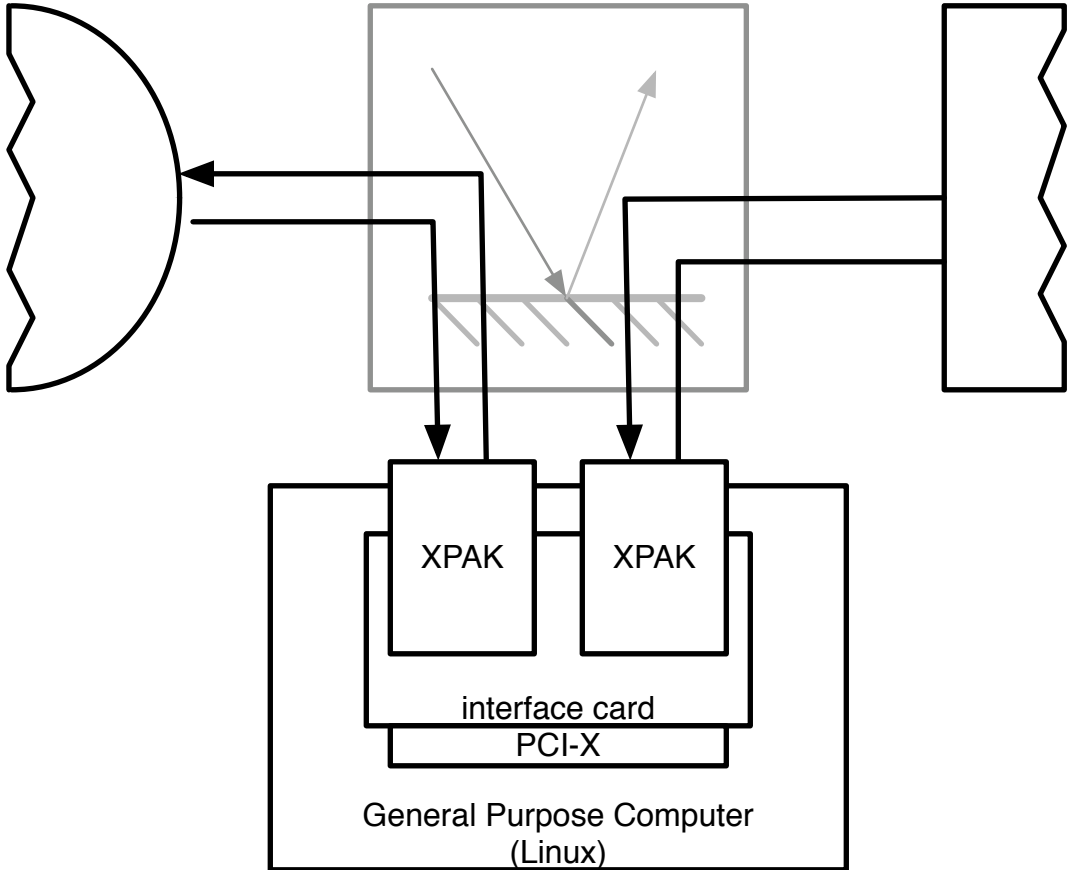 XPAK
XPAK
interface card
PCI-X
General Purpose Computer
(Linux)